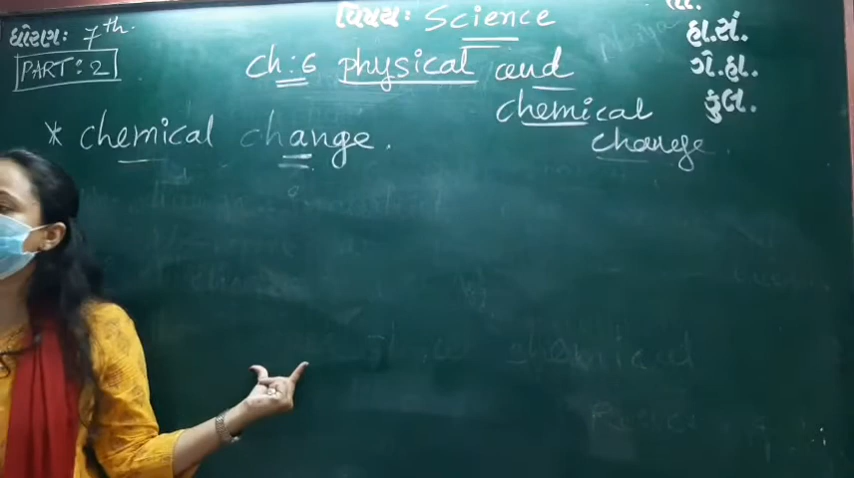 ધોરણ: 7th.
PART: 2
વિષય: Science
Ch: 6 physical and
chemical
change.
* chemical change.
હા.સં.
ગે.હા.
કુલ.